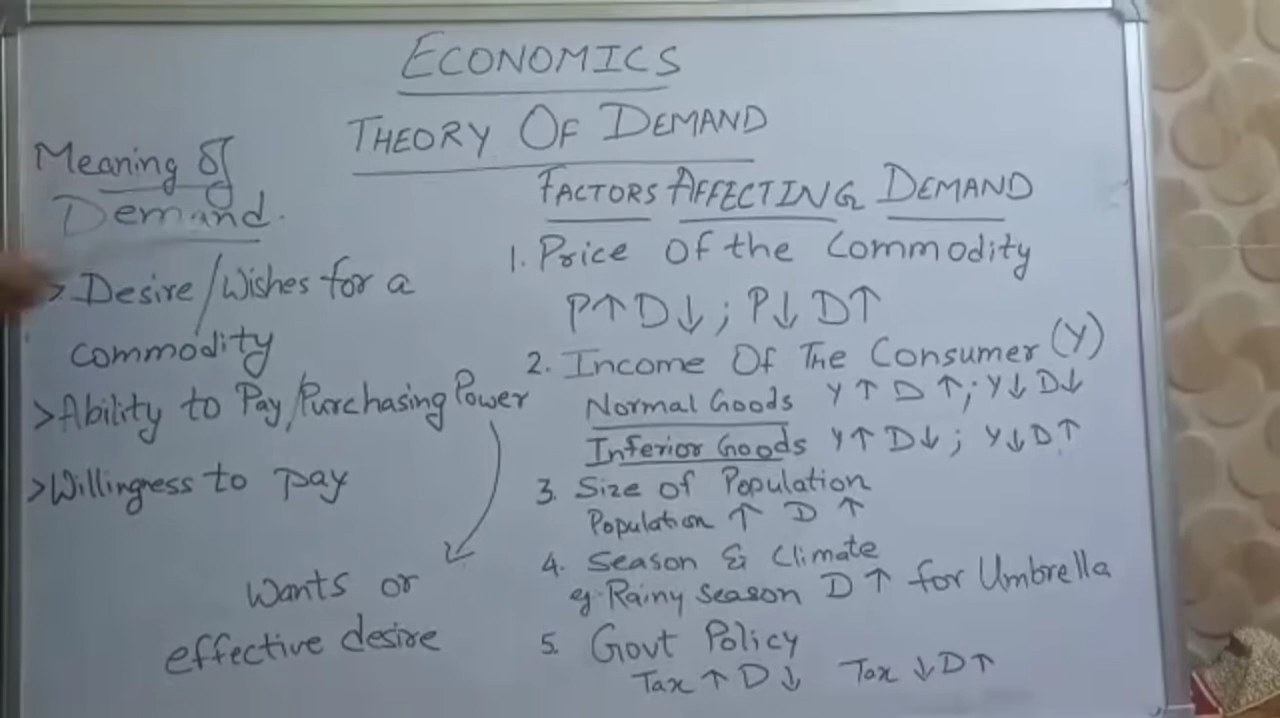 ECONOMICS
THEORY OF DEMAND
Meaning of
Demand.
> Desire/Wishes for a
commodity
> Ability to Pay/Purchasing Power
> Willingness to pay
Wants or
effective desire
FACTORS AFFECTING DEMAND
1. Price Of the Commodity
P↑ D↓ ; P↓ D↑
2. Income Of The Consumer (Y)
Normal Goods Y ↑ D ↑; Y↓ D↓
Inferior Goods Y↑ D↓ ; Y↓D↑
3. Size of Population
Population ↑ D ↑
4. Season & Climate
eg. Rainy Season D ↑ for Umbrella
5. Govt Policy
Tax ↑ D ↓ Tax ↓ D ↑